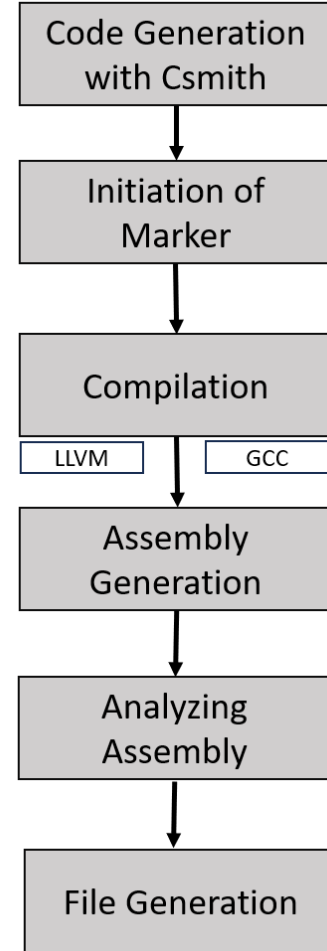 Code Generation
with Csmith
Initiation of
Marker
Compilation
LLVM
GCC
Assembly
Generation
Analyzing
Assembly
File Generation